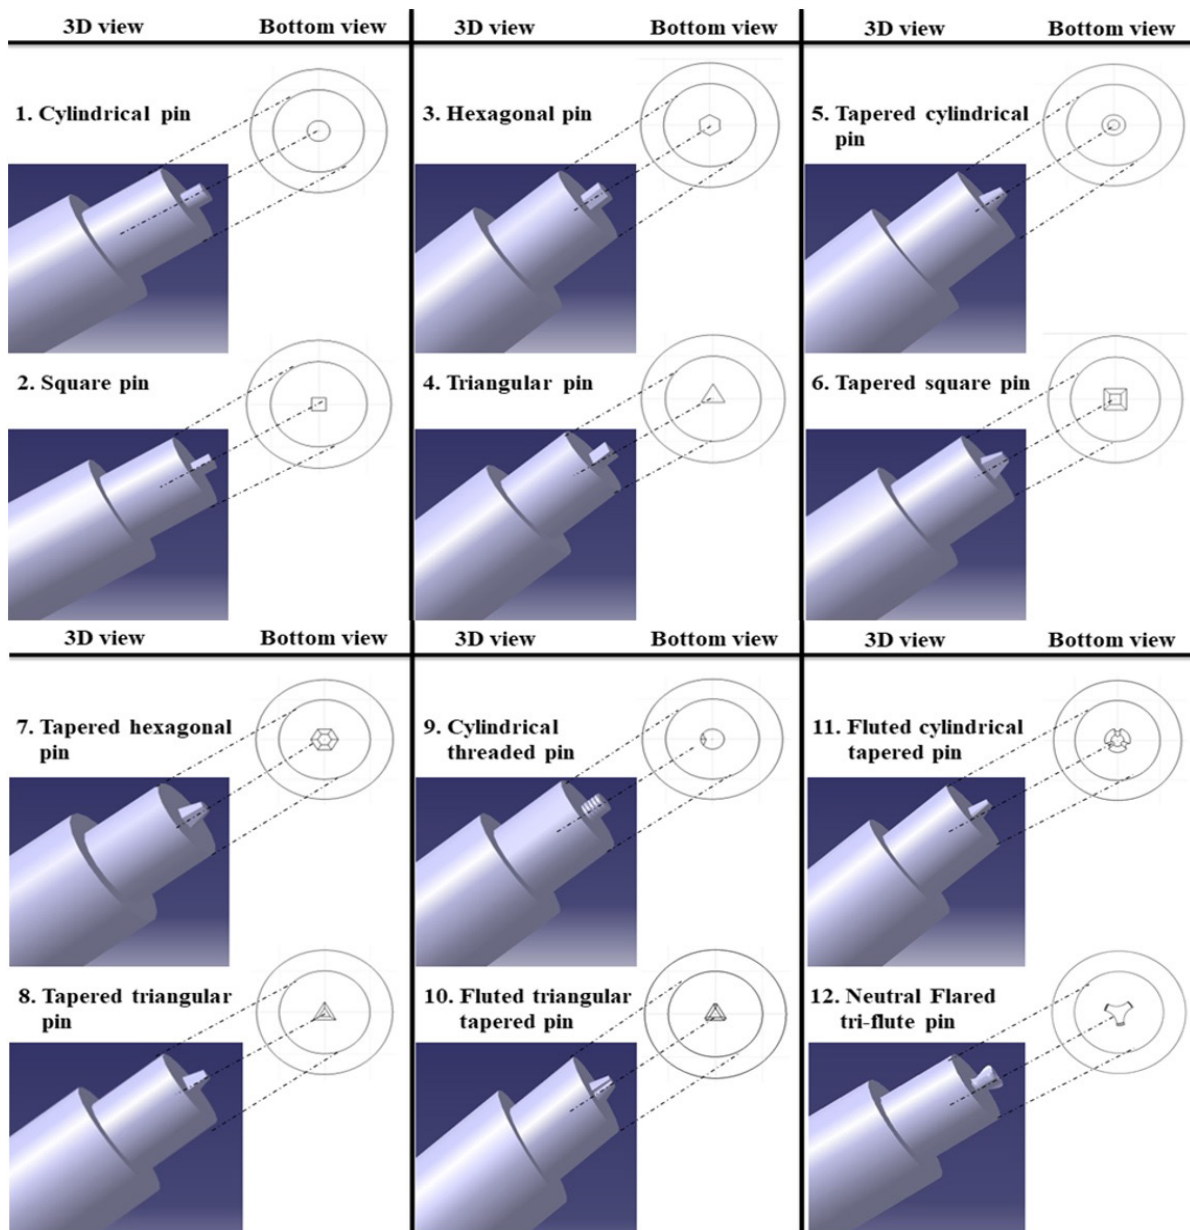 3D view Bottom view 3D view Bottom view 3D view Bottom view
1. Cylindrical pin
3. Hexagonal pin
5. Tapered cylindrical
pin
2. Square pin
4. Triangular pin
6. Tapered square pin
3D view Bottom view 3D view Bottom view 3D view Bottom view
7. Tapered hexagonal
pin
9. Cylindrical
threaded pin
11. Fluted cylindrical
tapered pin
8. Tapered triangular
pin
10. Fluted triangular
tapered pin
12. Neutral Flared
tri-flute pin